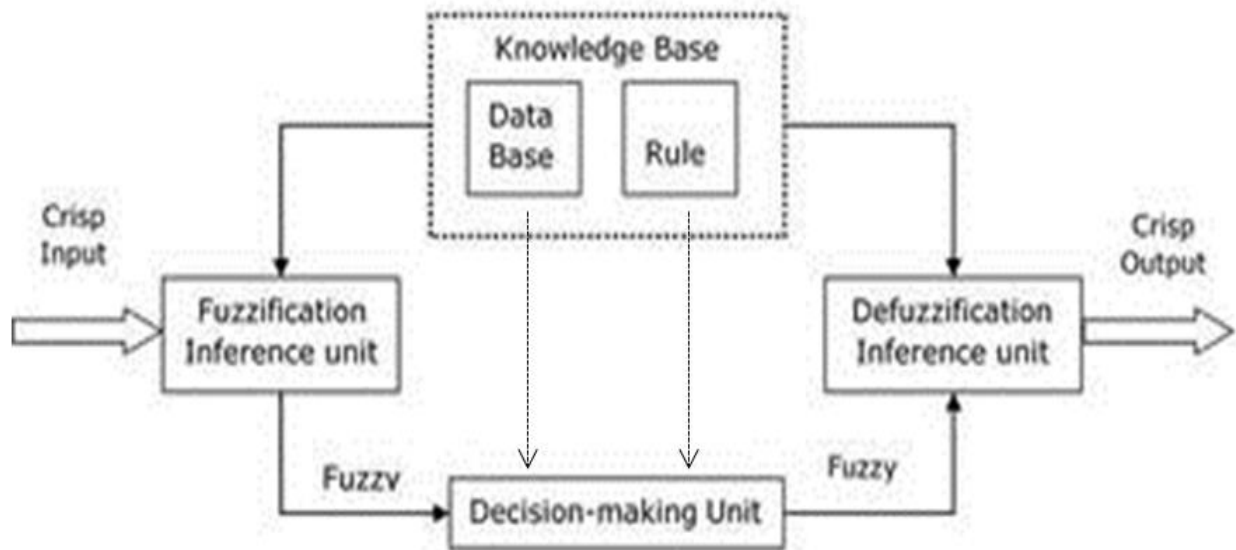 Knowledge Base
Data
Base
Rule
Crisp
Input
Fuzzification
Inference unit
Defuzzification
Inference unit
Crisp
Output
Fuzzv
Decision-making Unit
Fuzzy